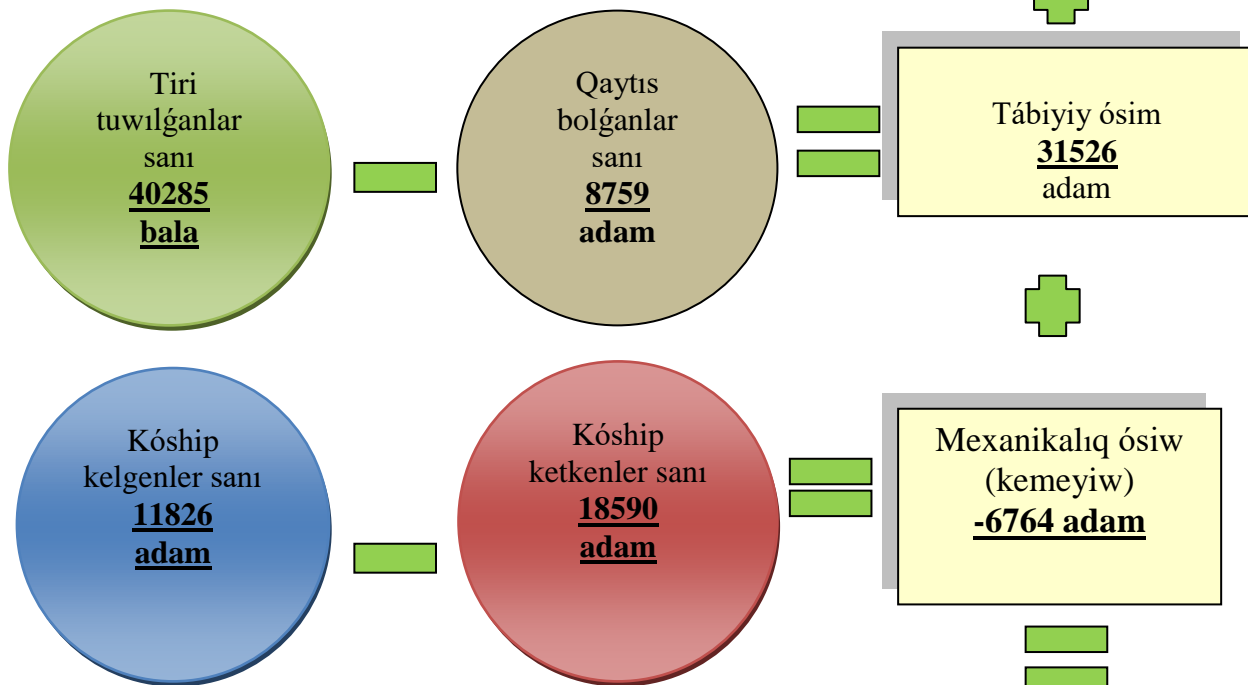 Tiri
tuwılǵanlar
sanı
40285
bala
Qaytıs
bolǵanlar
sanı
8759
adam
Tábiyiy ósim
31526
adam
Kóship
kelgenler sanı
11826
adam
Kóship
ketkenler sanı
18590
adam
Mexanikalıq ósiw
(kemeyiw)
-6764 adam